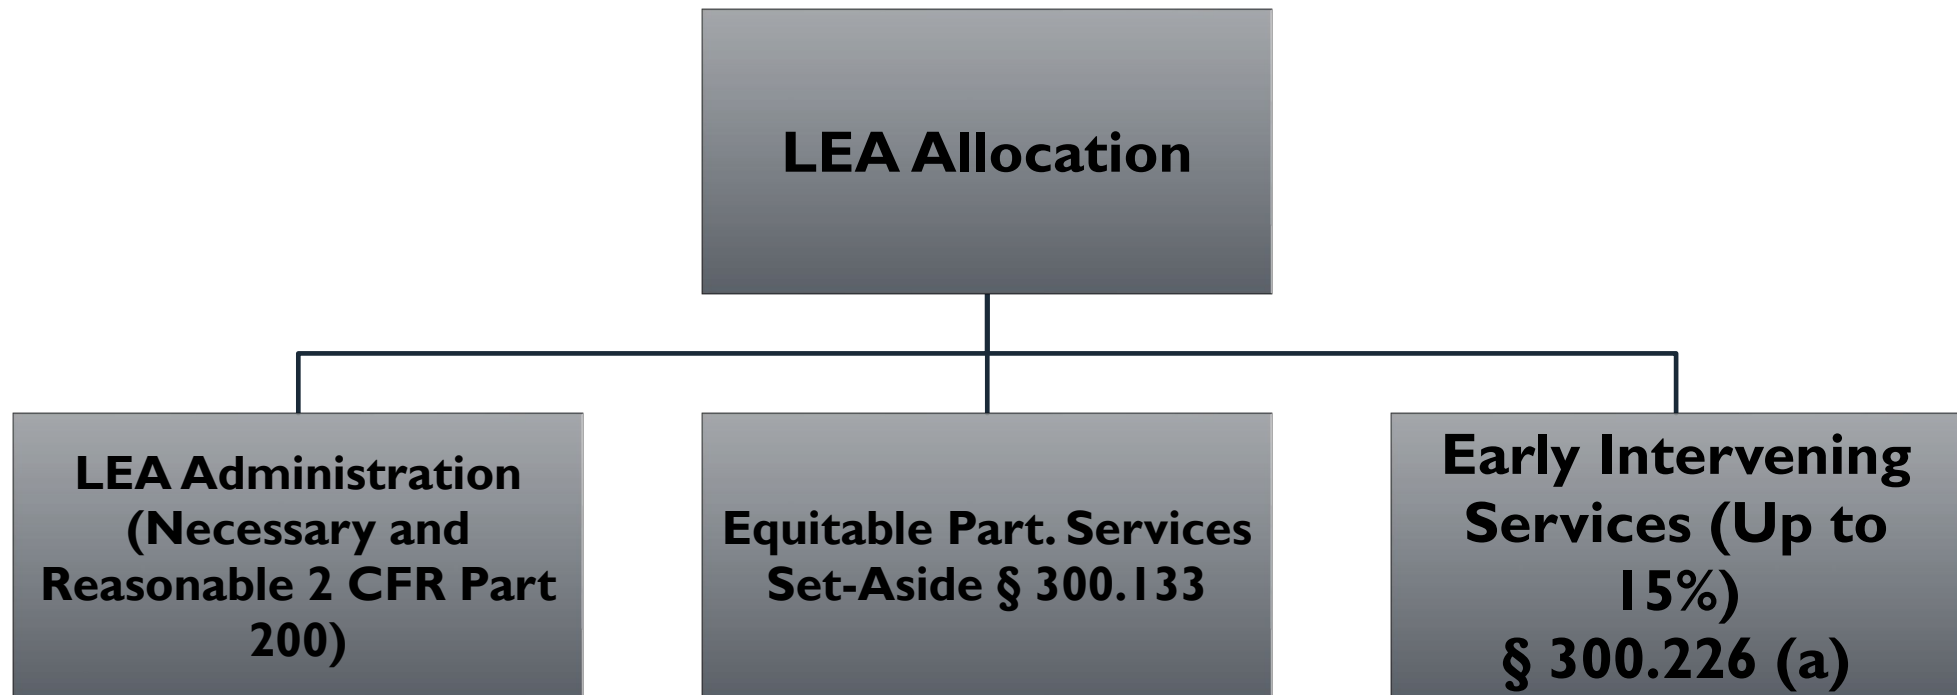 LEA Allocation
LEA Administration
(Necessary and
Reasonable 2 CFR Part
200)
Equitable Part. Services
Set-Aside § 300.133
Early Intervening
Services (Up to
15%)
§ 300.226 (a)